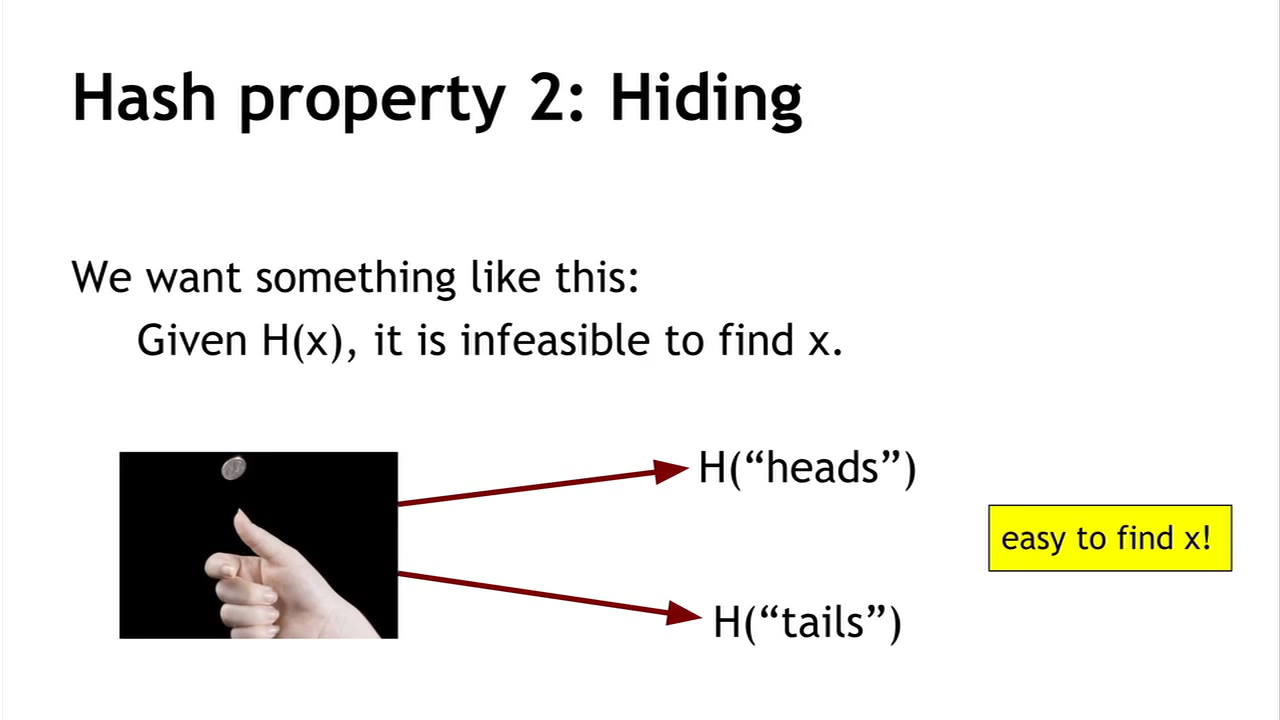 Hash property 2: Hiding
We want something like this:
Given H(x), it is infeasible to find x.
H(“heads”)
easy to find x!
H(“tails”)